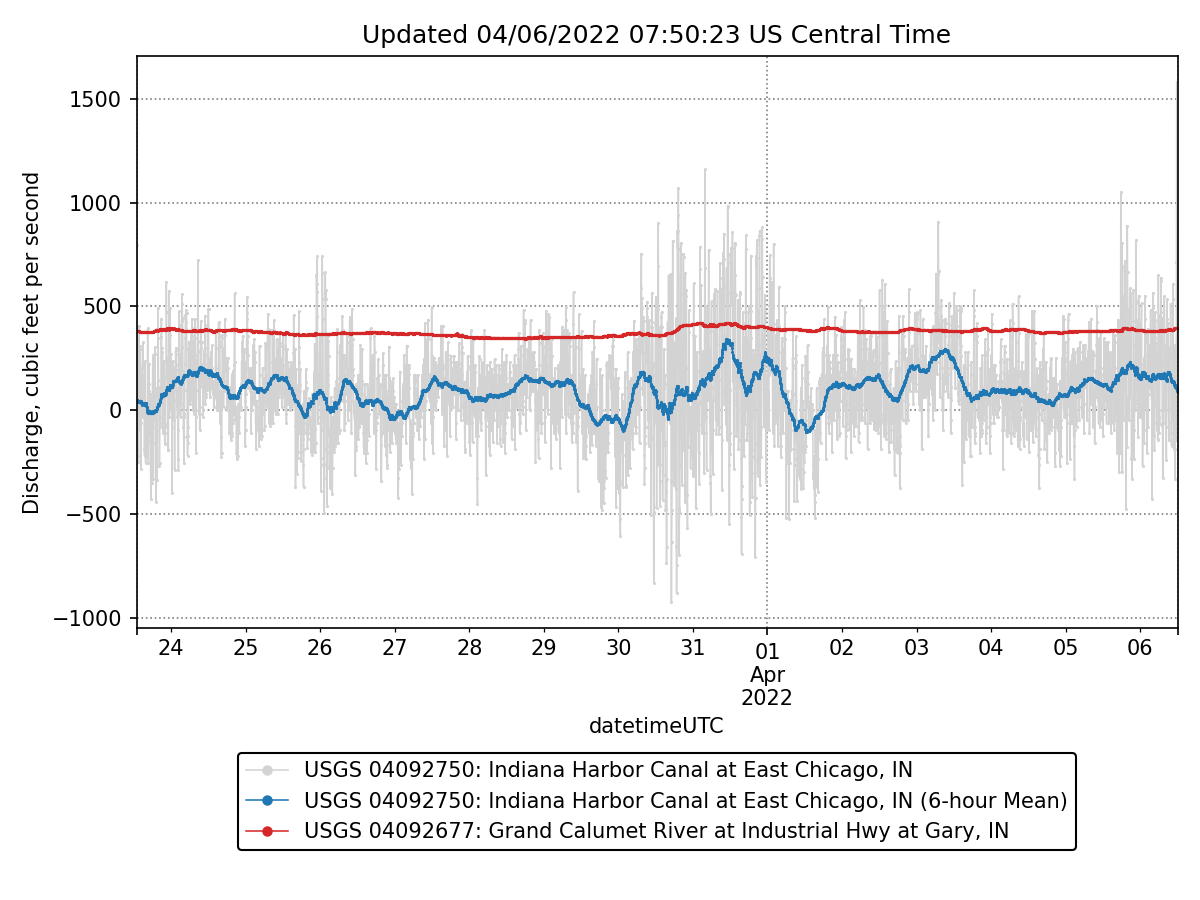 Updated 04/06/2022 07:50:23 US Central Time
Discharge, cubic feet per second
1500
1000
500
0
−500
−1000
24 25 26 27 28 29 30 31 01 02 03 04 05 06
Apr
2022
datetimeUTC
USGS 04092750: Indiana Harbor Canal at East Chicago, IN
USGS 04092750: Indiana Harbor Canal at East Chicago, IN (6-hour Mean)
USGS 04092677: Grand Calumet River at Industrial Hwy at Gary, IN